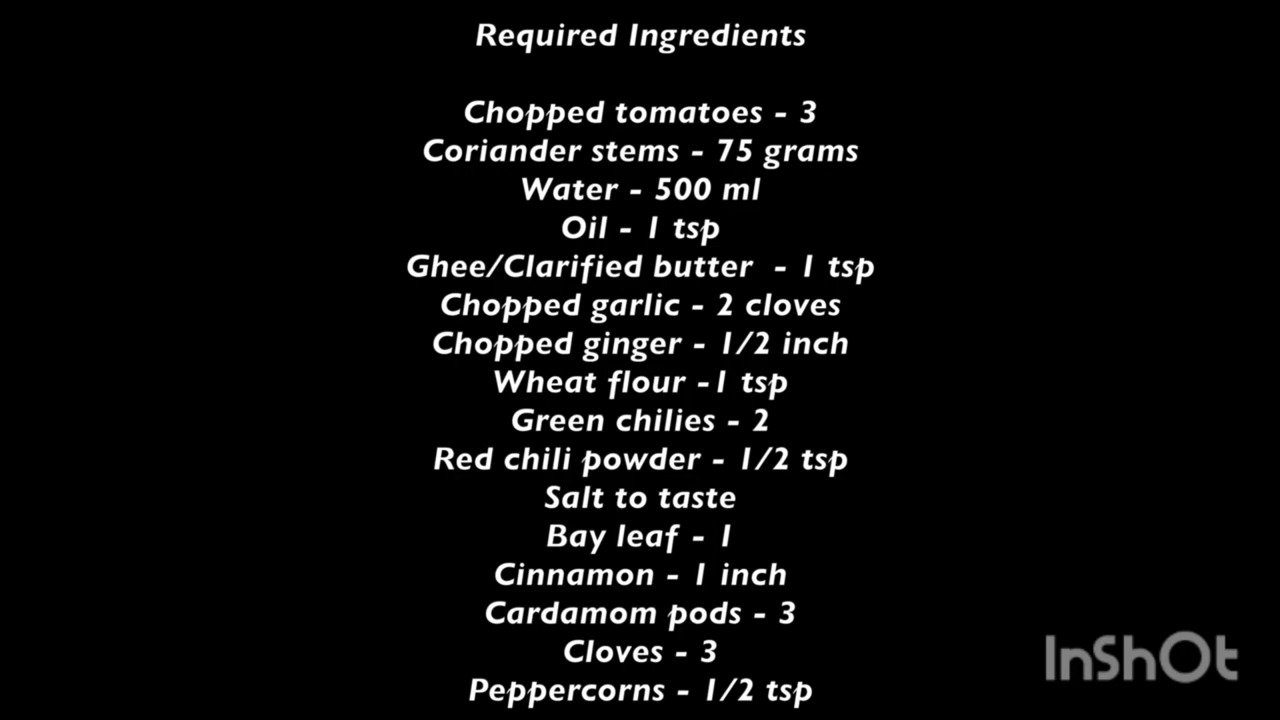 Required Ingredients
Chopped tomatoes - 3
Coriander stems - 75 grams
Water - 500 ml
Oil - 1 tsp
Ghee/Clarified butter  - 1 tsp
Chopped garlic - 2 cloves
Chopped ginger - 1/2 inch
Wheat flour -1 tsp
Green chilies - 2
Red chili powder - 1/2 tsp
Salt to taste
Bay leaf - 1
Cinnamon - 1 inch
Cardamom pods - 3
Cloves - 3
Peppercorns - 1/2 tsp
InShOt